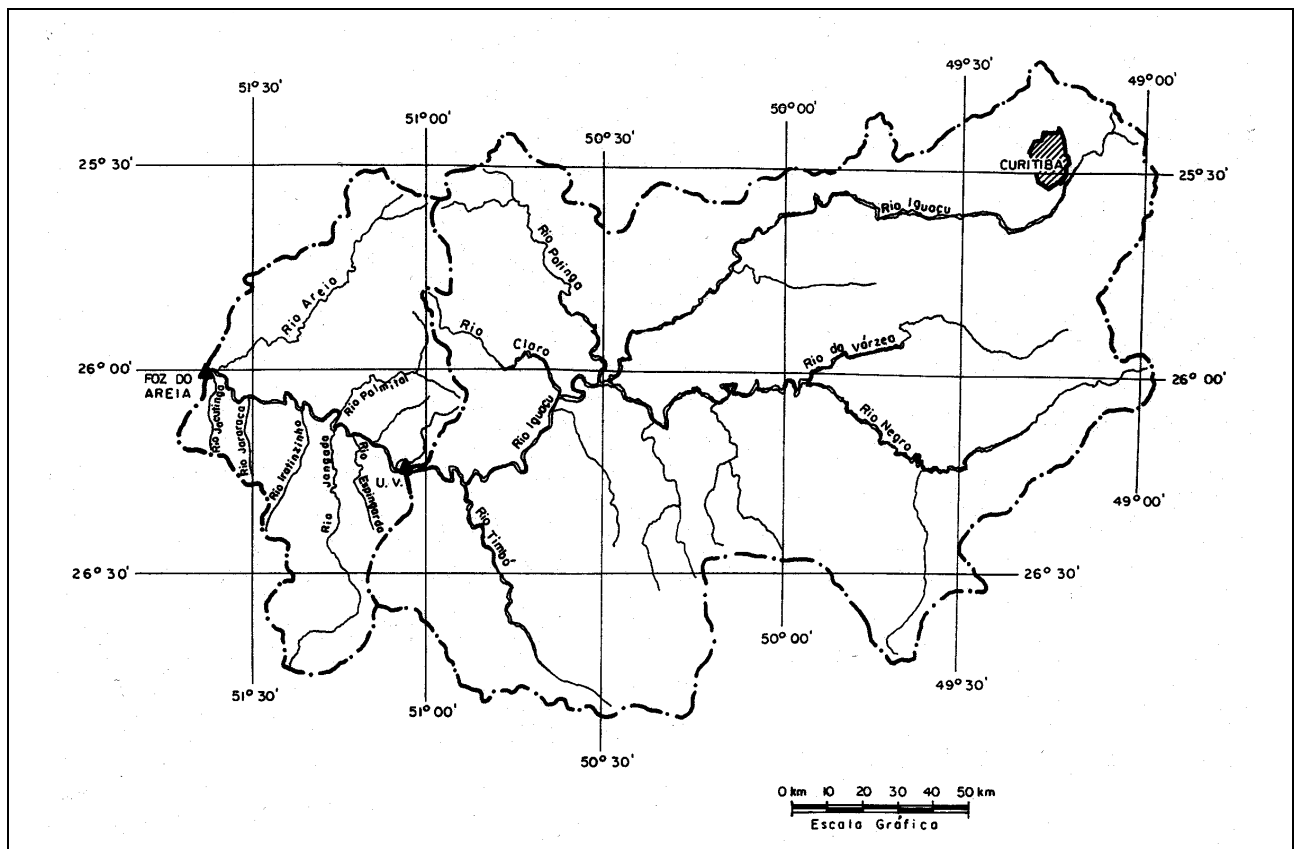 49° 30'
49° 00'
51° 30'
50° 00'
51° 00'
50° 30'
25° 30'
CURITIBA
25° 30'
Rio Iguaçu
Rio Potinga
Rio Areia
Rio
Claro
Rio da Várzea
26° 00'
FOZ DO
AREIA
26° 00'
Rio Palmital
Rio Jacutinga
Rio Jararaca
Rio Iratinzinho
Rio Jangada
Rio Espingarda
Rio Iguaçu
Rio Negro
U. V.
49° 00'
Rio Timbó
26° 30'
26° 30'
50° 00'
51° 30'
49° 30'
51° 00'
50° 30'
0 km 10 20 30 40 50 km
Escala Gráfica